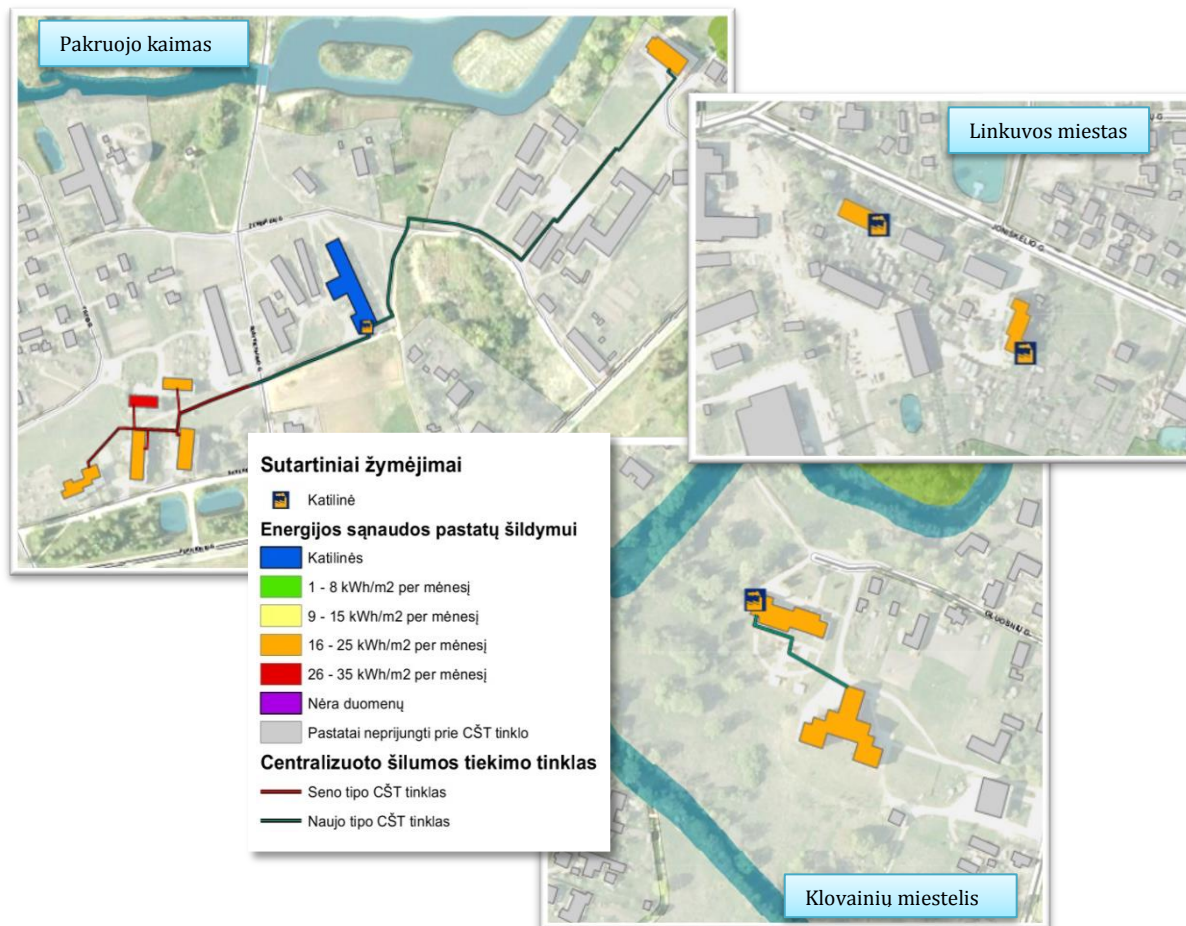 Pakruojo kaimas
Linkuvos miestas
JONIŠKĖLIO G.
Sutartiniai žymėjimai
Katilinė
Energijos sąnaudos pastatų šildymui
Katilinės
1 - 8 kWh/m2 per mėnesį
9 - 15 kWh/m2 per mėnesį
16 - 25 kWh/m2 per mėnesį
26 - 35 kWh/m2 per mėnesį
Nėra duomenų
Pastatai neprijungti prie CŠT tinklo
Centralizuoto šilumos tiekimo tinklas
Seno tipo CŠT tinklas
Naujo tipo CŠT tinklas
GLUOSNIŲ G.
Klovainių miestelis